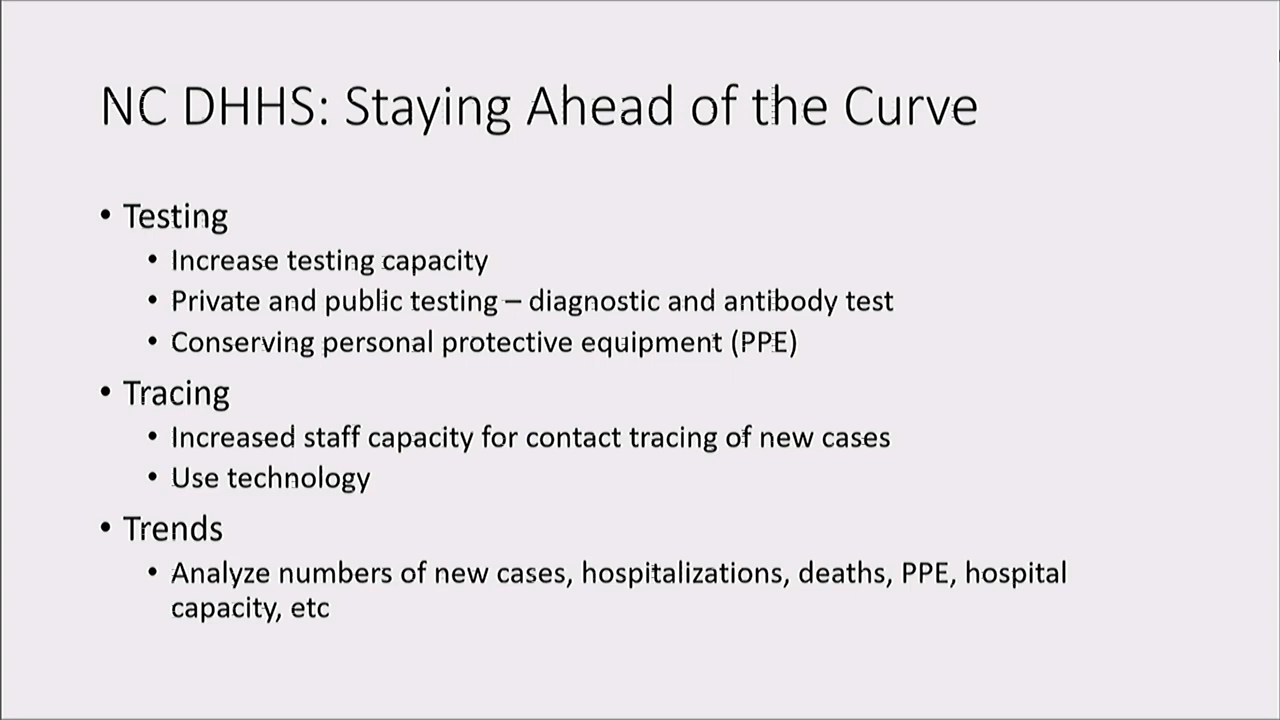 NC DHHS: Staying Ahead of the Curve
• Testing
• Increase testing capacity
• Private and public testing – diagnostic and antibody test
• Conserving personal protective equipment (PPE)
• Tracing
• Increased staff capacity for contact tracing of new cases
• Use technology
• Trends
• Analyze numbers of new cases, hospitalizations, deaths, PPE, hospital
capacity, etc